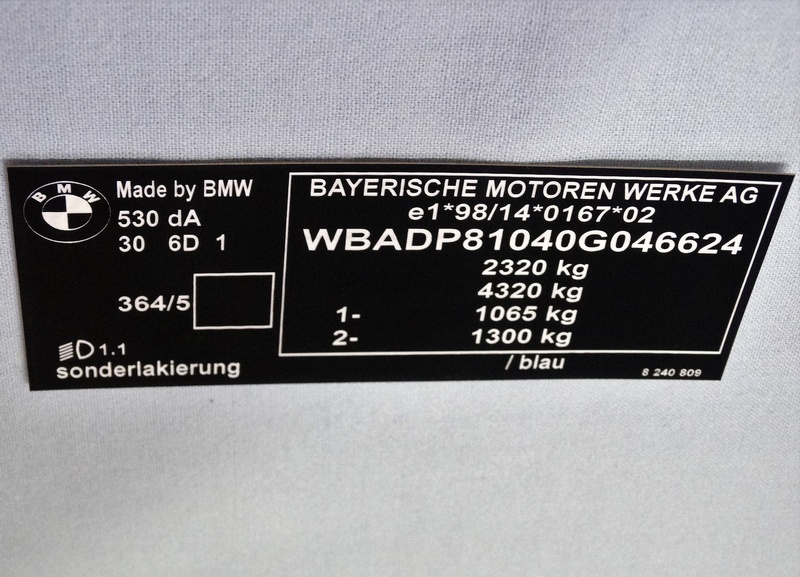 BMW
Made by BMW
530 dA
30 6D 1
364/5
1.1
sonderlakierung
BAYERISCHE MOTOREN WERKE AG
e1*98/14*0167*02
WBADP81040G046624
2320 kg
4320 kg
1- 1065 kg
2- 1300 kg
/ blau
8 240 809